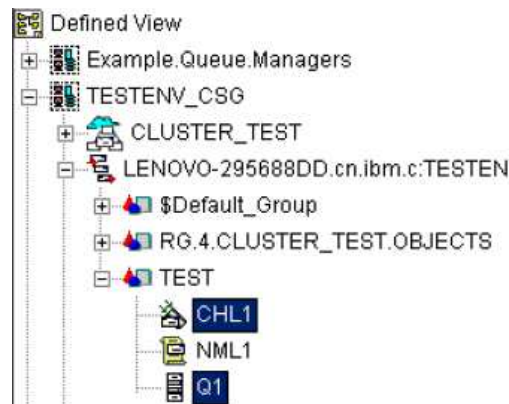 Defined View
Example.Queue.Managers
TESTENV_CSG
CLUSTER_TEST
LENOVO-295688DD.cn.ibm.c:TESTEN
$Default_Group
RG.4.CLUSTER_TEST.OBJECTS
TEST
CHL1
NML1
Q1